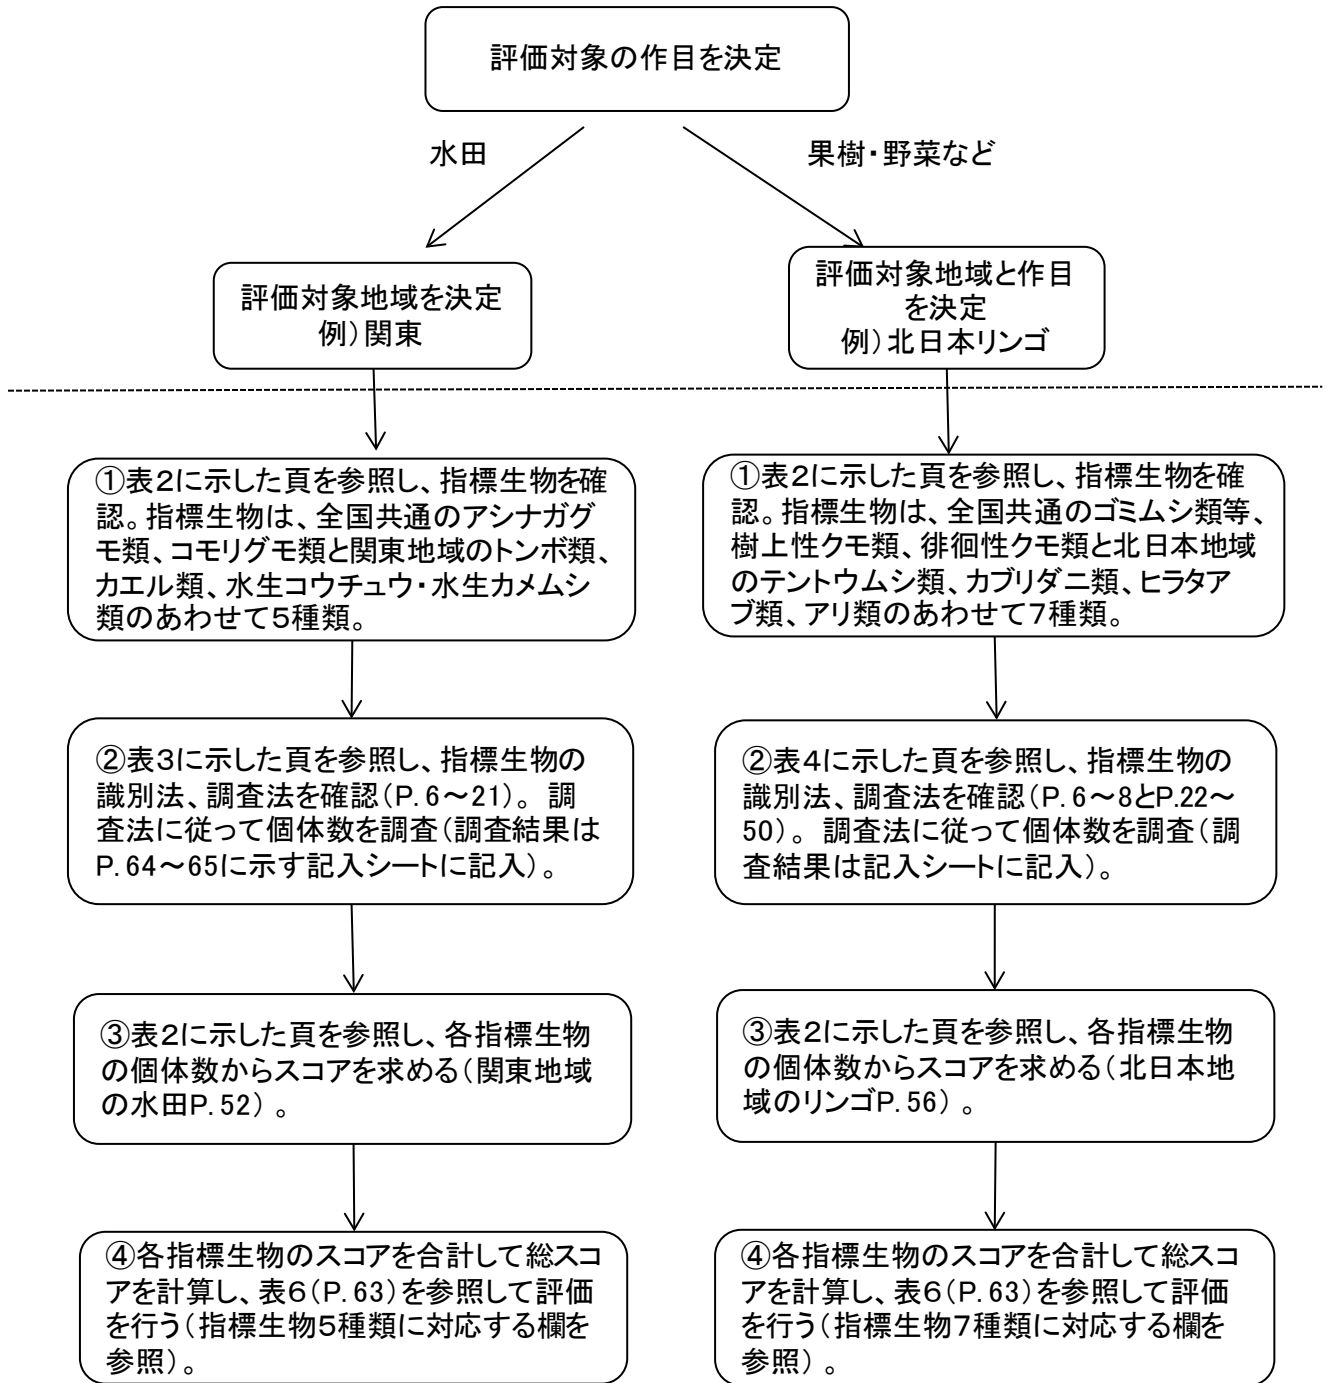 評価対象の作目を決定
水田
果樹・野菜など
評価対象地域を決定
例）関東
評価対象地域と作目
を決定
例）北日本リンゴ
①表２に示した頁を参照し、指標生物を確
認。指標生物は、全国共通のアシナガグ
モ類、コモリグモ類と関東地域のトンボ類、
カエル類、水生コウチュウ・水生カメムシ
類のあわせて５種類。
①表２に示した頁を参照し、指標生物を確
認。指標生物は、全国共通のゴミムシ類等、
樹上性クモ類、徘徊性クモ類と北日本地域
のテントウムシ類、カブリダニ類、ヒラタア
ブ類、アリ類のあわせて７種類。
②表３に示した頁を参照し、指標生物の
識別法、調査法を確認（P.6～21）。調
査法に従って個体数を調査（調査結果は
P.64～65に示す記入シートに記入）。
②表４に示した頁を参照し、指標生物の
識別法、調査法を確認（P.6～8とP.22～
50）。調査法に従って個体数を調査（調
査結果は記入シートに記入）。
③表２に示した頁を参照し、各指標生物
の個体数からスコアを求める（関東地域
の水田P.52）。
③表２に示した頁を参照し、各指標生物
の個体数からスコアを求める（北日本地
域のリンゴP.56）。
④各指標生物のスコアを合計して総スコ
アを計算し、表６（P.63）を参照して評価
を行う（指標生物５種類に対応する欄を
参照）。
④各指標生物のスコアを合計して総スコ
アを計算し、表６（P.63）を参照して評価
を行う（指標生物７種類に対応する欄を
参照）。